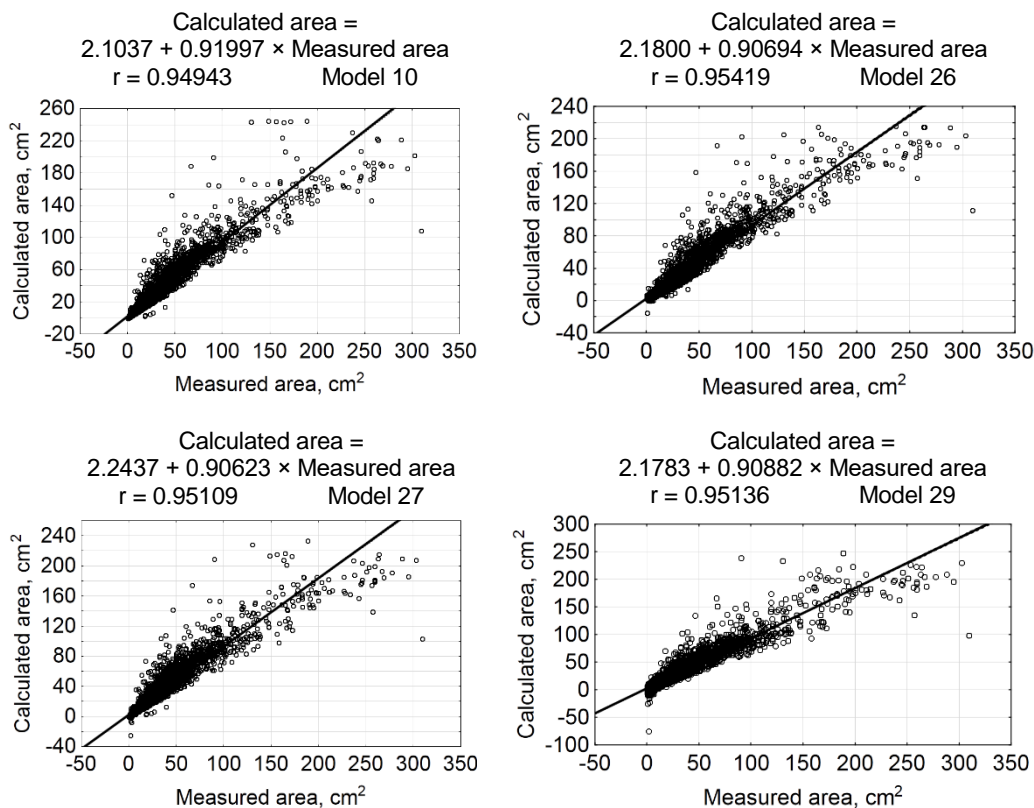 Calculated area =
2.1037 + 0.91997 × Measured area
r = 0.94943 Model 10
Calculated area, cm²
260
220
180
140
100
60
20
-20
-50 0 50 100 150 200 250 300 350
Measured area, cm²
Calculated area =
2.1800 + 0.90694 × Measured area
r = 0.95419 Model 26
Calculated area, cm²
240
200
160
120
80
40
0
-40
-50 0 50 100 150 200 250 300 350
Measured area, cm²
Calculated area =
2.2437 + 0.90623 × Measured area
r = 0.95109 Model 27
Calculated area, cm²
240
200
160
120
80
40
0
-40
-50 0 50 100 150 200 250 300 350
Measured area, cm²
Calculated area =
2.1783 + 0.90882 × Measured area
r = 0.95136 Model 29
Calculated area, cm²
300
250
200
150
100
50
0
-50
-100
-50 0 50 100 150 200 250 300 350
Measured area, cm²